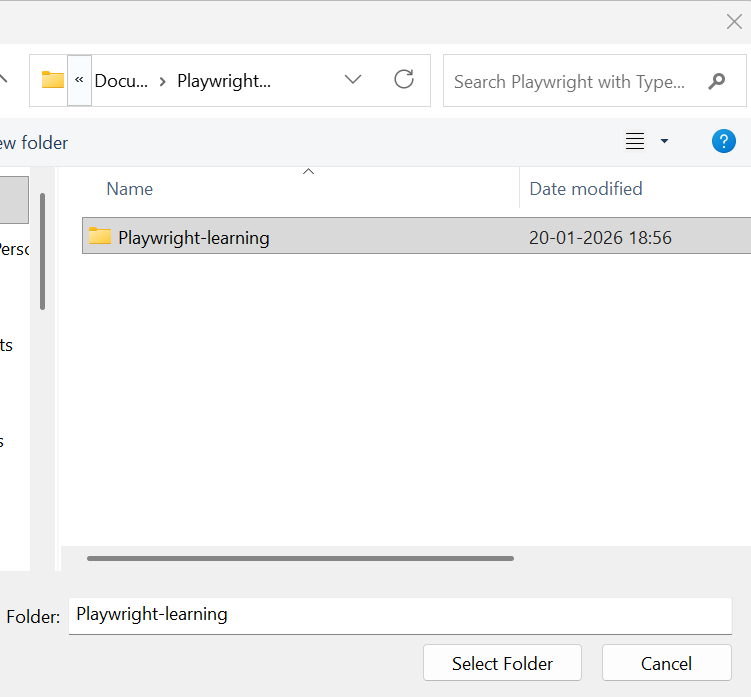 « Docu... › Playwright...
Search Playwright with Type...
ew folder
?
Name
Date modified
Perso
Playwright-learning
20-01-2026 18:56
ts
s
Folder:
Playwright-learning
Select Folder
Cancel